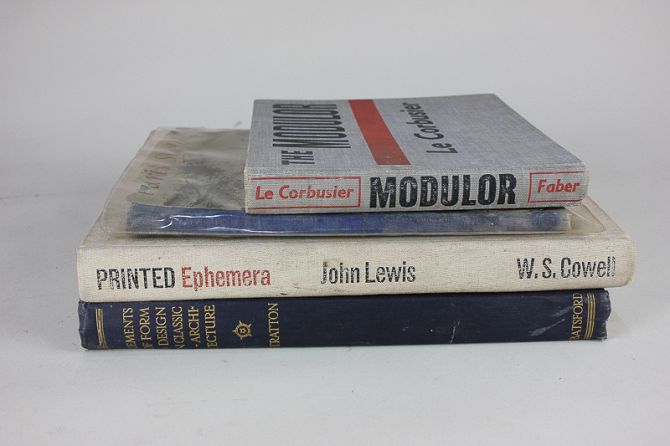 THE MODULOR
Le Corbusier
Le Corbusier MODULOR Faber
PRINTED Ephemera John Lewis W.S. Cowell
EMENTS
F FORM
DESIGN
N CLASSIC
-ARCHI-
ECTURE
TRATTON
BATSFORD